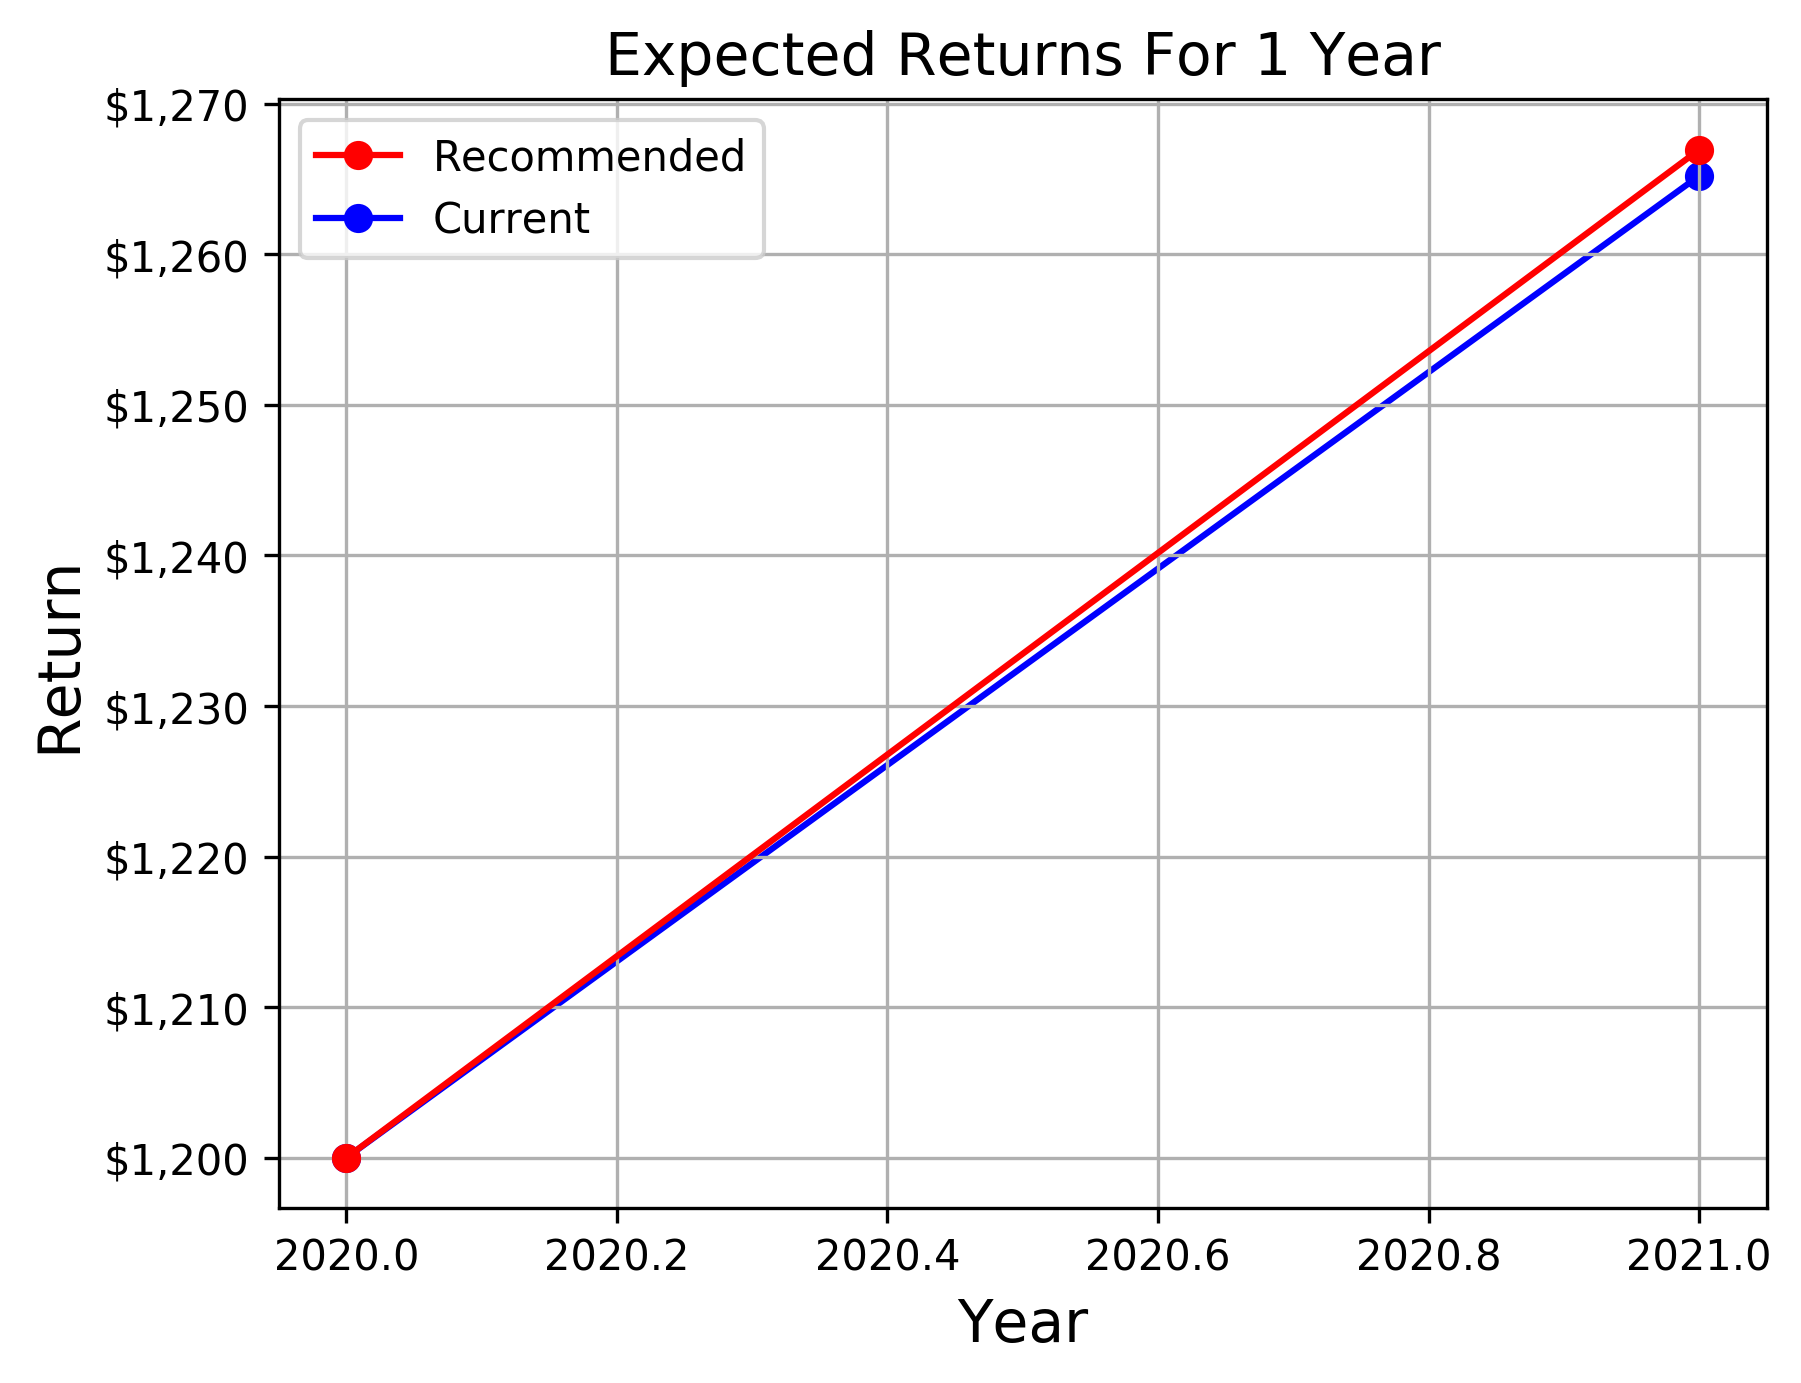 Expected Returns For 1 Year
$1,270
Recommended
Current
$1,260
$1,250
$1,240
$1,230
$1,220
$1,210
$1,200
Return
2020.0 2020.2 2020.4 2020.6 2020.8 2021.0
Year